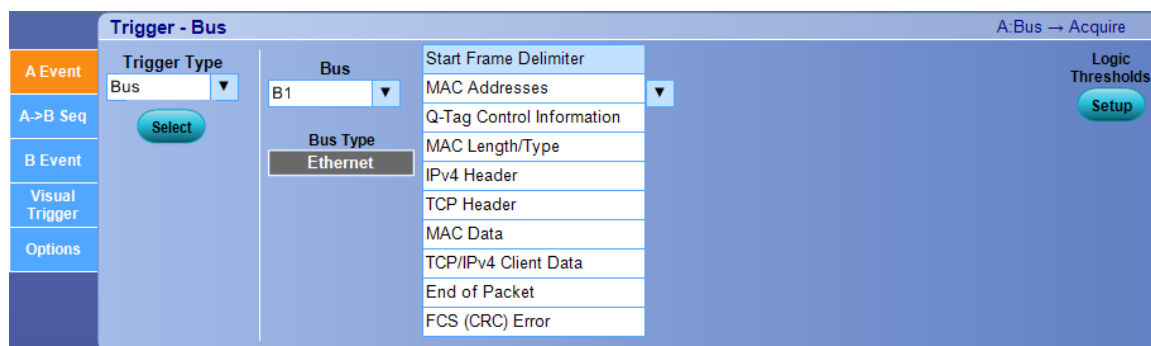 Trigger - Bus
A:Bus → Acquire
A Event
A->B Seq
B Event
Visual
Trigger
Options
Trigger Type
Bus
Select
Bus
B1
Bus Type
Ethernet
Start Frame Delimiter
MAC Addresses
Q-Tag Control Information
MAC Length/Type
IPv4 Header
TCP Header
MAC Data
TCP/IPv4 Client Data
End of Packet
FCS (CRC) Error
Logic
Thresholds
Setup